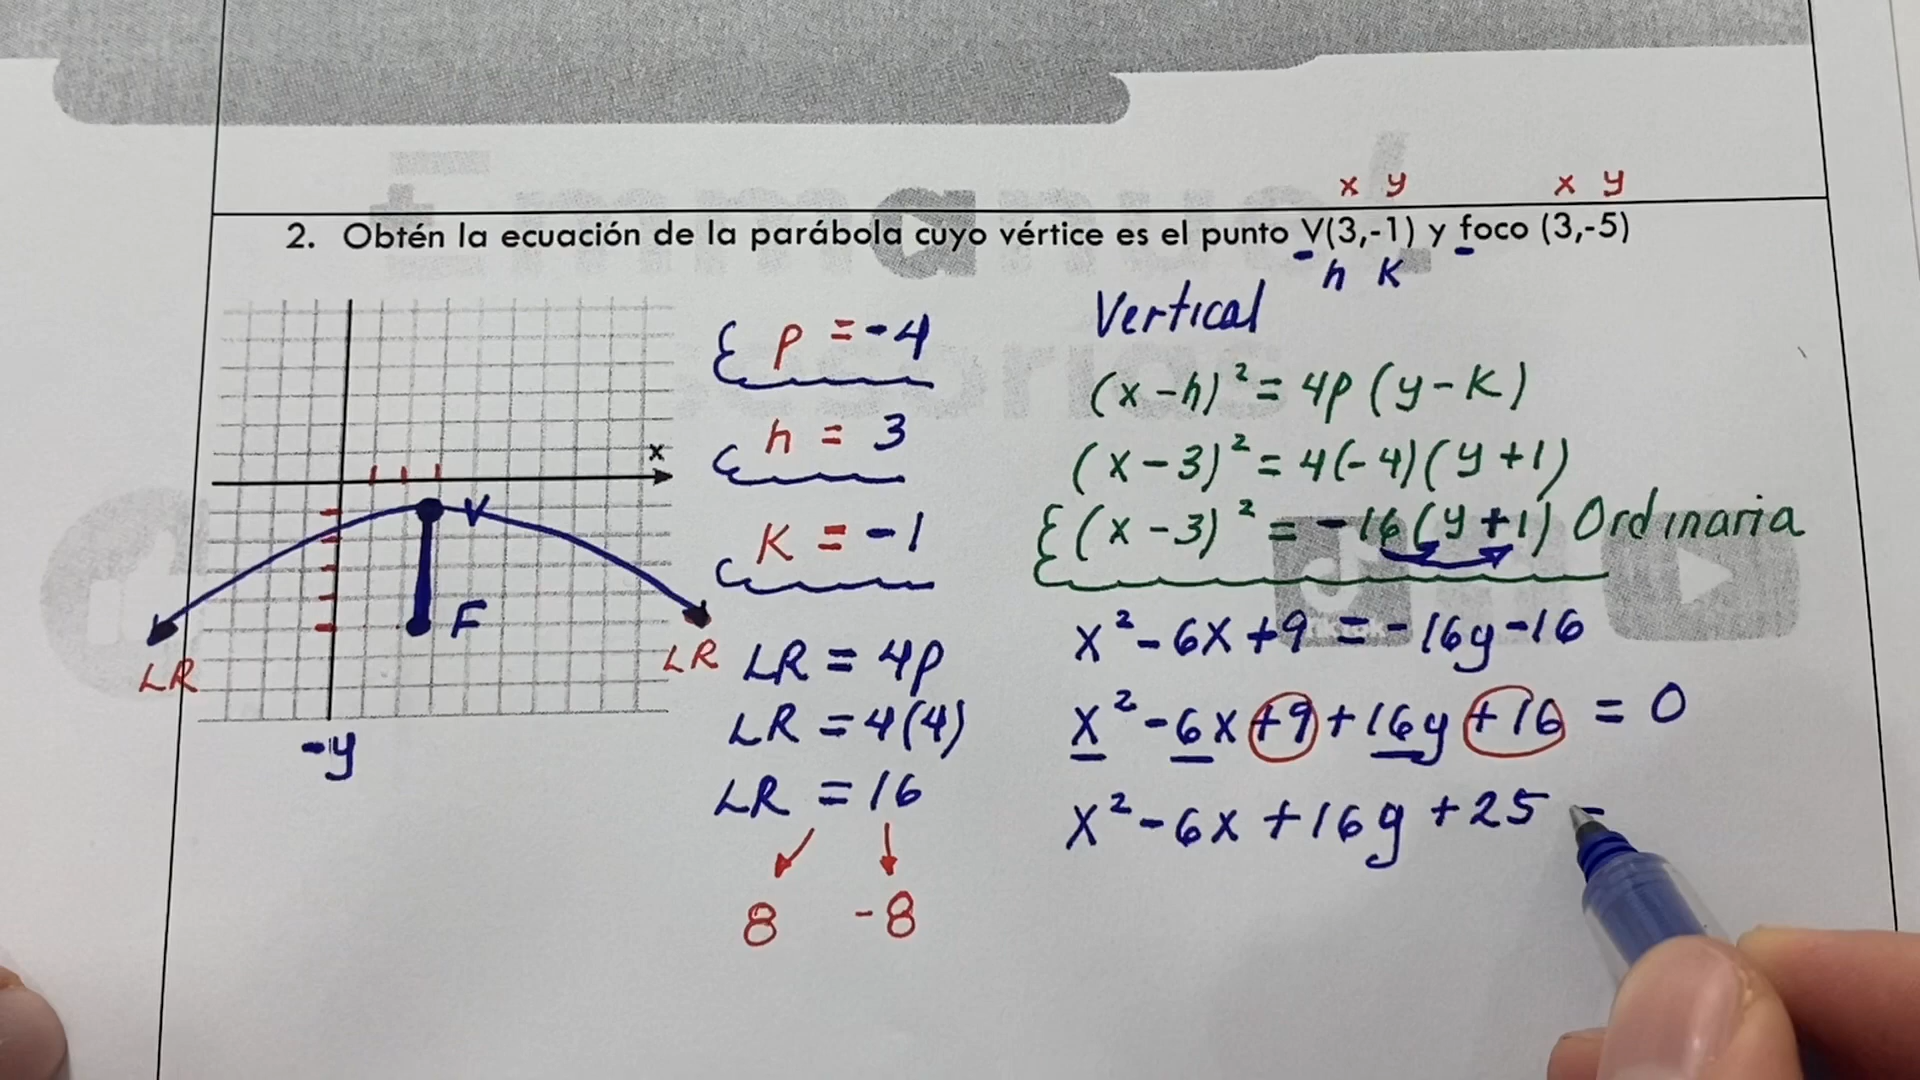 x y x y
2. Obtén la ecuación de la parábola cuyo vértice es el punto V(3,-1) y foco (3,-5)
h K
x
V
F
LR
LR
-y
p = -4
h = 3
K = -1
LR = 4p
LR = 4(4)
LR = 16
8 -8
Vertical
(x-h)² = 4p(y-K)
(x-3)² = 4(-4)(y+1)
(x-3)² = -16(y+1) Ordinaria
x²-6x+9 = -16y-16
x²-6x+9+16y+16 = 0
x²-6x+16y+25 =